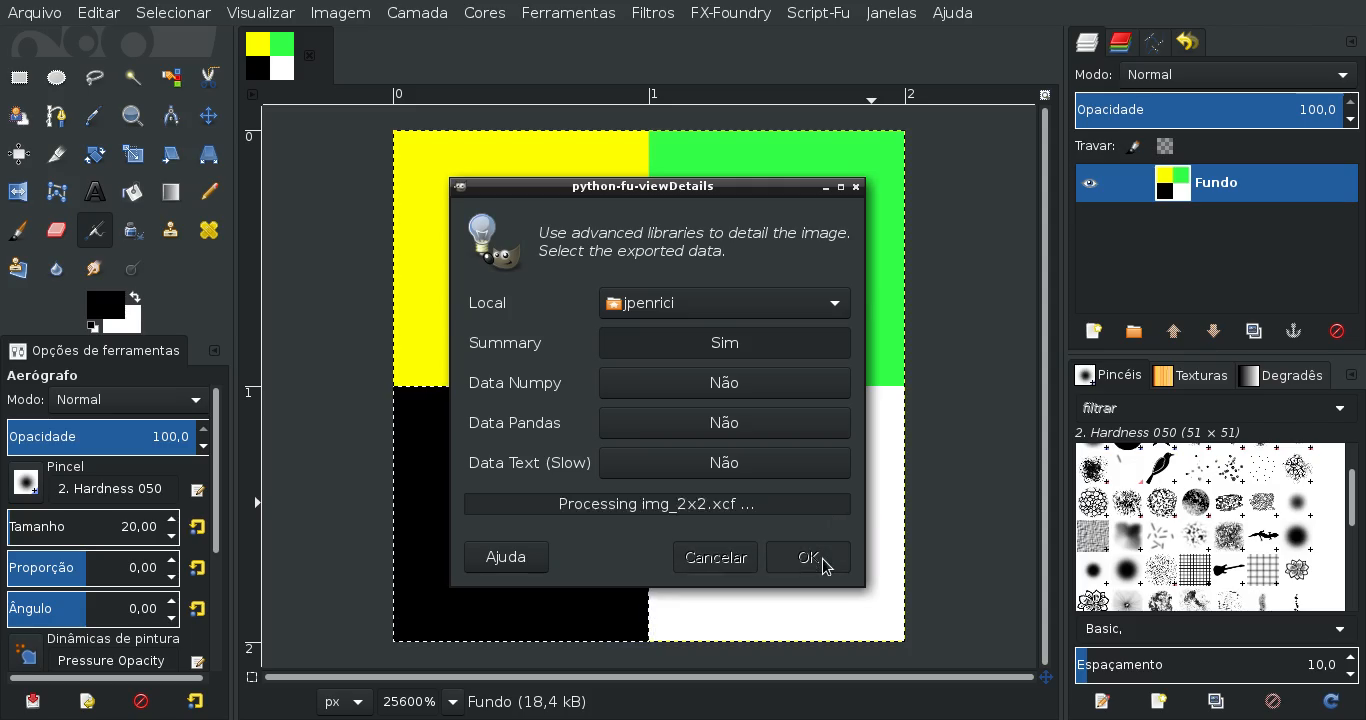 Arquivo Editar Selecionar Visualizar Imagem Camada Cores Ferramentas Filtros FX-Foundry Script-Fu Janelas Ajuda
0 1 2
0
1
2
python-fu-viewDetails
Use advanced libraries to detail the image.
Select the exported data.
Local jpenrici
Summary Sim
Data Numpy Não
Data Pandas Não
Data Text (Slow) Não
Processing img_2x2.xcf ...
Ajuda Cancelar OK
px 25600% Fundo (18,4 kB)
Opções de ferramentas
Aerógrafo
Modo: Normal
Opacidade 100,0
Pincel
2. Hardness 050
Tamanho 20,00
Proporção 0,00
Ângulo 0,00
Dinâmicas de pintura
Pressure Opacity
Modo: Normal
Opacidade 100,0
Travar:
Fundo
Pincéis Texturas Degradês
filtrar
2. Hardness 050 (51 × 51)
Basic,
Espaçamento 10,0